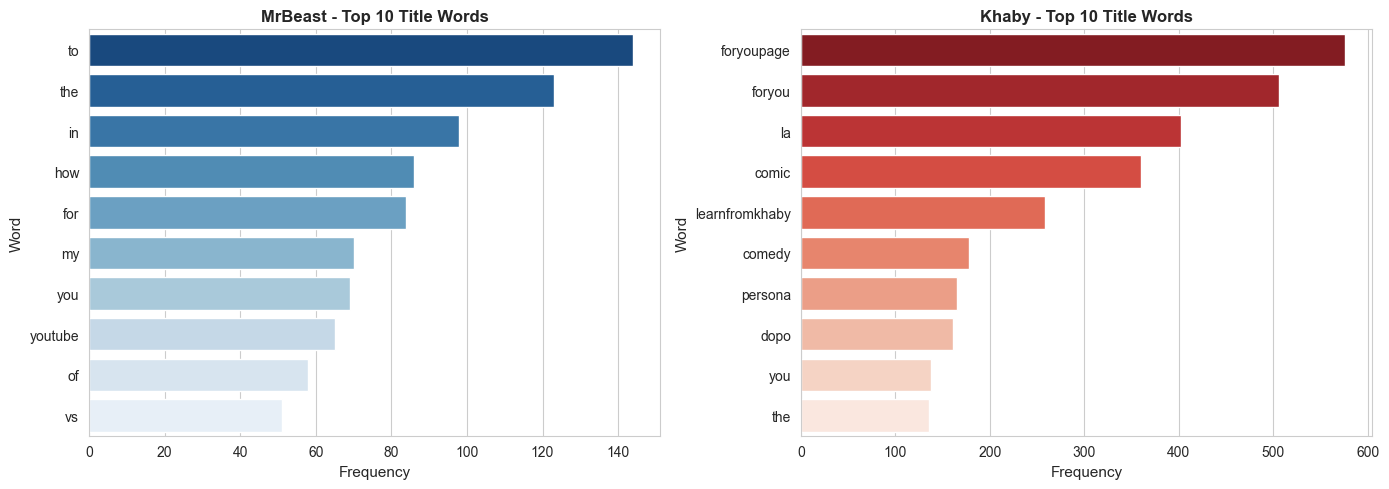 MrBeast - Top 10 Title Words
Word
to
the
in
how
for
my
you
youtube
of
vs
0 20 40 60 80 100 120 140
Frequency
Khaby - Top 10 Title Words
Word
foryoupage
foryou
la
comic
learnfromkhaby
comedy
persona
dopo
you
the
0 100 200 300 400 500 600
Frequency